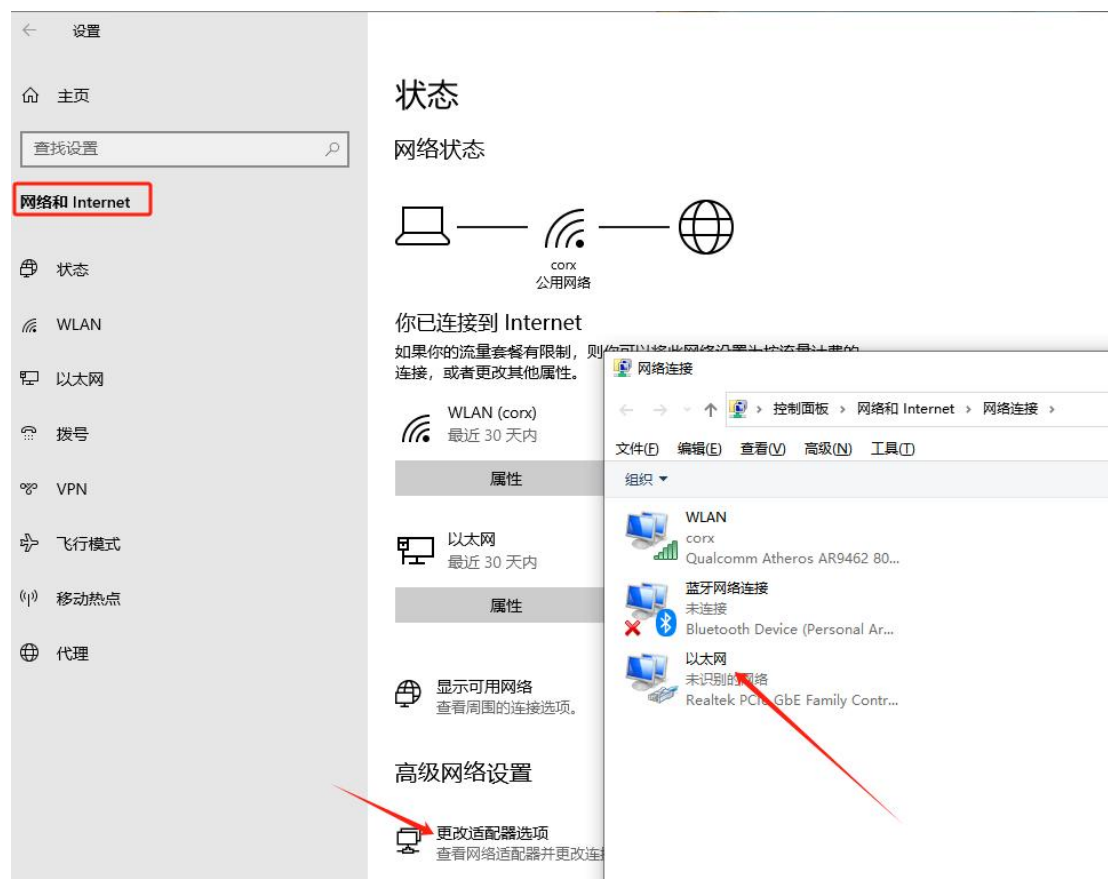 设置
主页
查找设置
网络和 Internet
状态
WLAN
以太网
拨号
VPN
飞行模式
移动热点
代理
状态
网络状态
corx
公用网络
你已连接到 Internet
如果你的流量套餐有限制，则你可以将此网络设置为按流量计费的
连接，或者更改其他属性。
WLAN (corx)
最近 30 天内
属性
以太网
最近 30 天内
属性
显示可用网络
查看周围的连接选项。
高级网络设置
更改适配器选项
查看网络适配器并更改连接
网络连接
控制面板 › 网络和 Internet › 网络连接 ›
文件(F) 编辑(E) 查看(V) 高级(N) 工具(T)
组织
WLAN
corx
Qualcomm Atheros AR9462 80...
蓝牙网络连接
未连接
Bluetooth Device (Personal Ar...
以太网
未识别的网络
Realtek PCIe GbE Family Contr...